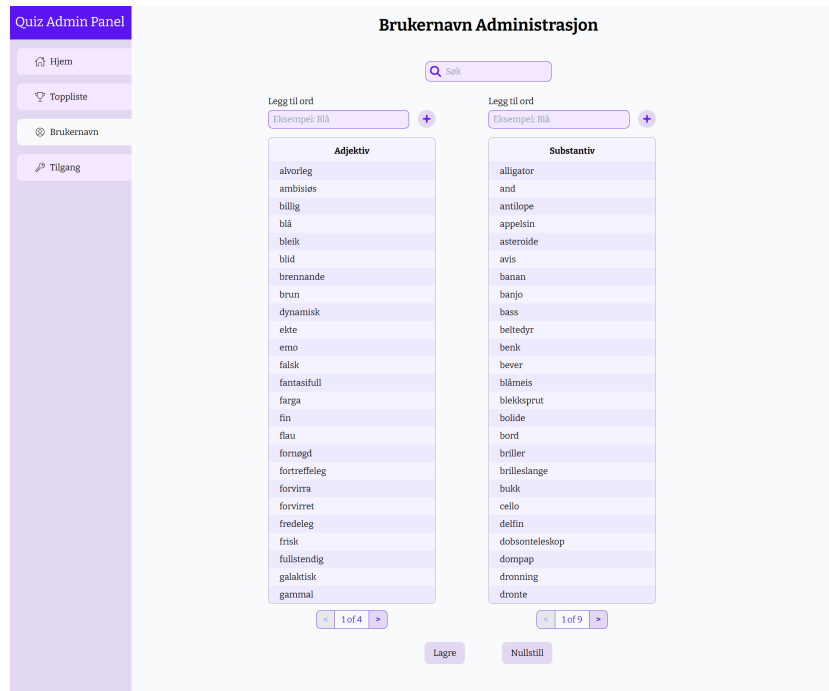 Quiz Admin Panel
Hjem
Toppliste
Brukernavn
Tilgang
Brukernavn Administrasjon
Søk
Legg til ord
Eksempel: Blå
+
Adjektiv
alvorleg
ambisiøs
billig
blå
bleik
blid
brennande
brun
dynamisk
ekte
emo
falsk
fantasifull
farga
fin
flau
fornøgd
fortreffeleg
forvirra
forvirret
fredeleg
frisk
fullstendig
galaktisk
gammal
< 1 of 4 >
Legg til ord
Eksempel: Blå
+
Substantiv
alligator
and
antilope
appelsin
asteroide
avis
banan
banjo
bass
beltedyr
benk
bever
blåmeis
blekksprut
bolide
bord
briller
brilleslange
bukk
cello
delfin
dobsonteleskop
dompap
dronning
dronte
< 1 of 9 >
Lagre
Nullstill